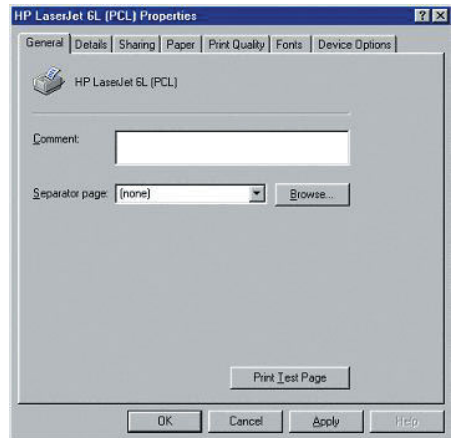 HP LaserJet 6L (PCL) Properties
General Details Sharing Paper Print Quality Fonts Device Options
HP LaserJet 6L (PCL)
Comment:
Separator page: (none) Browse...
Print Test Page
OK Cancel Apply Help